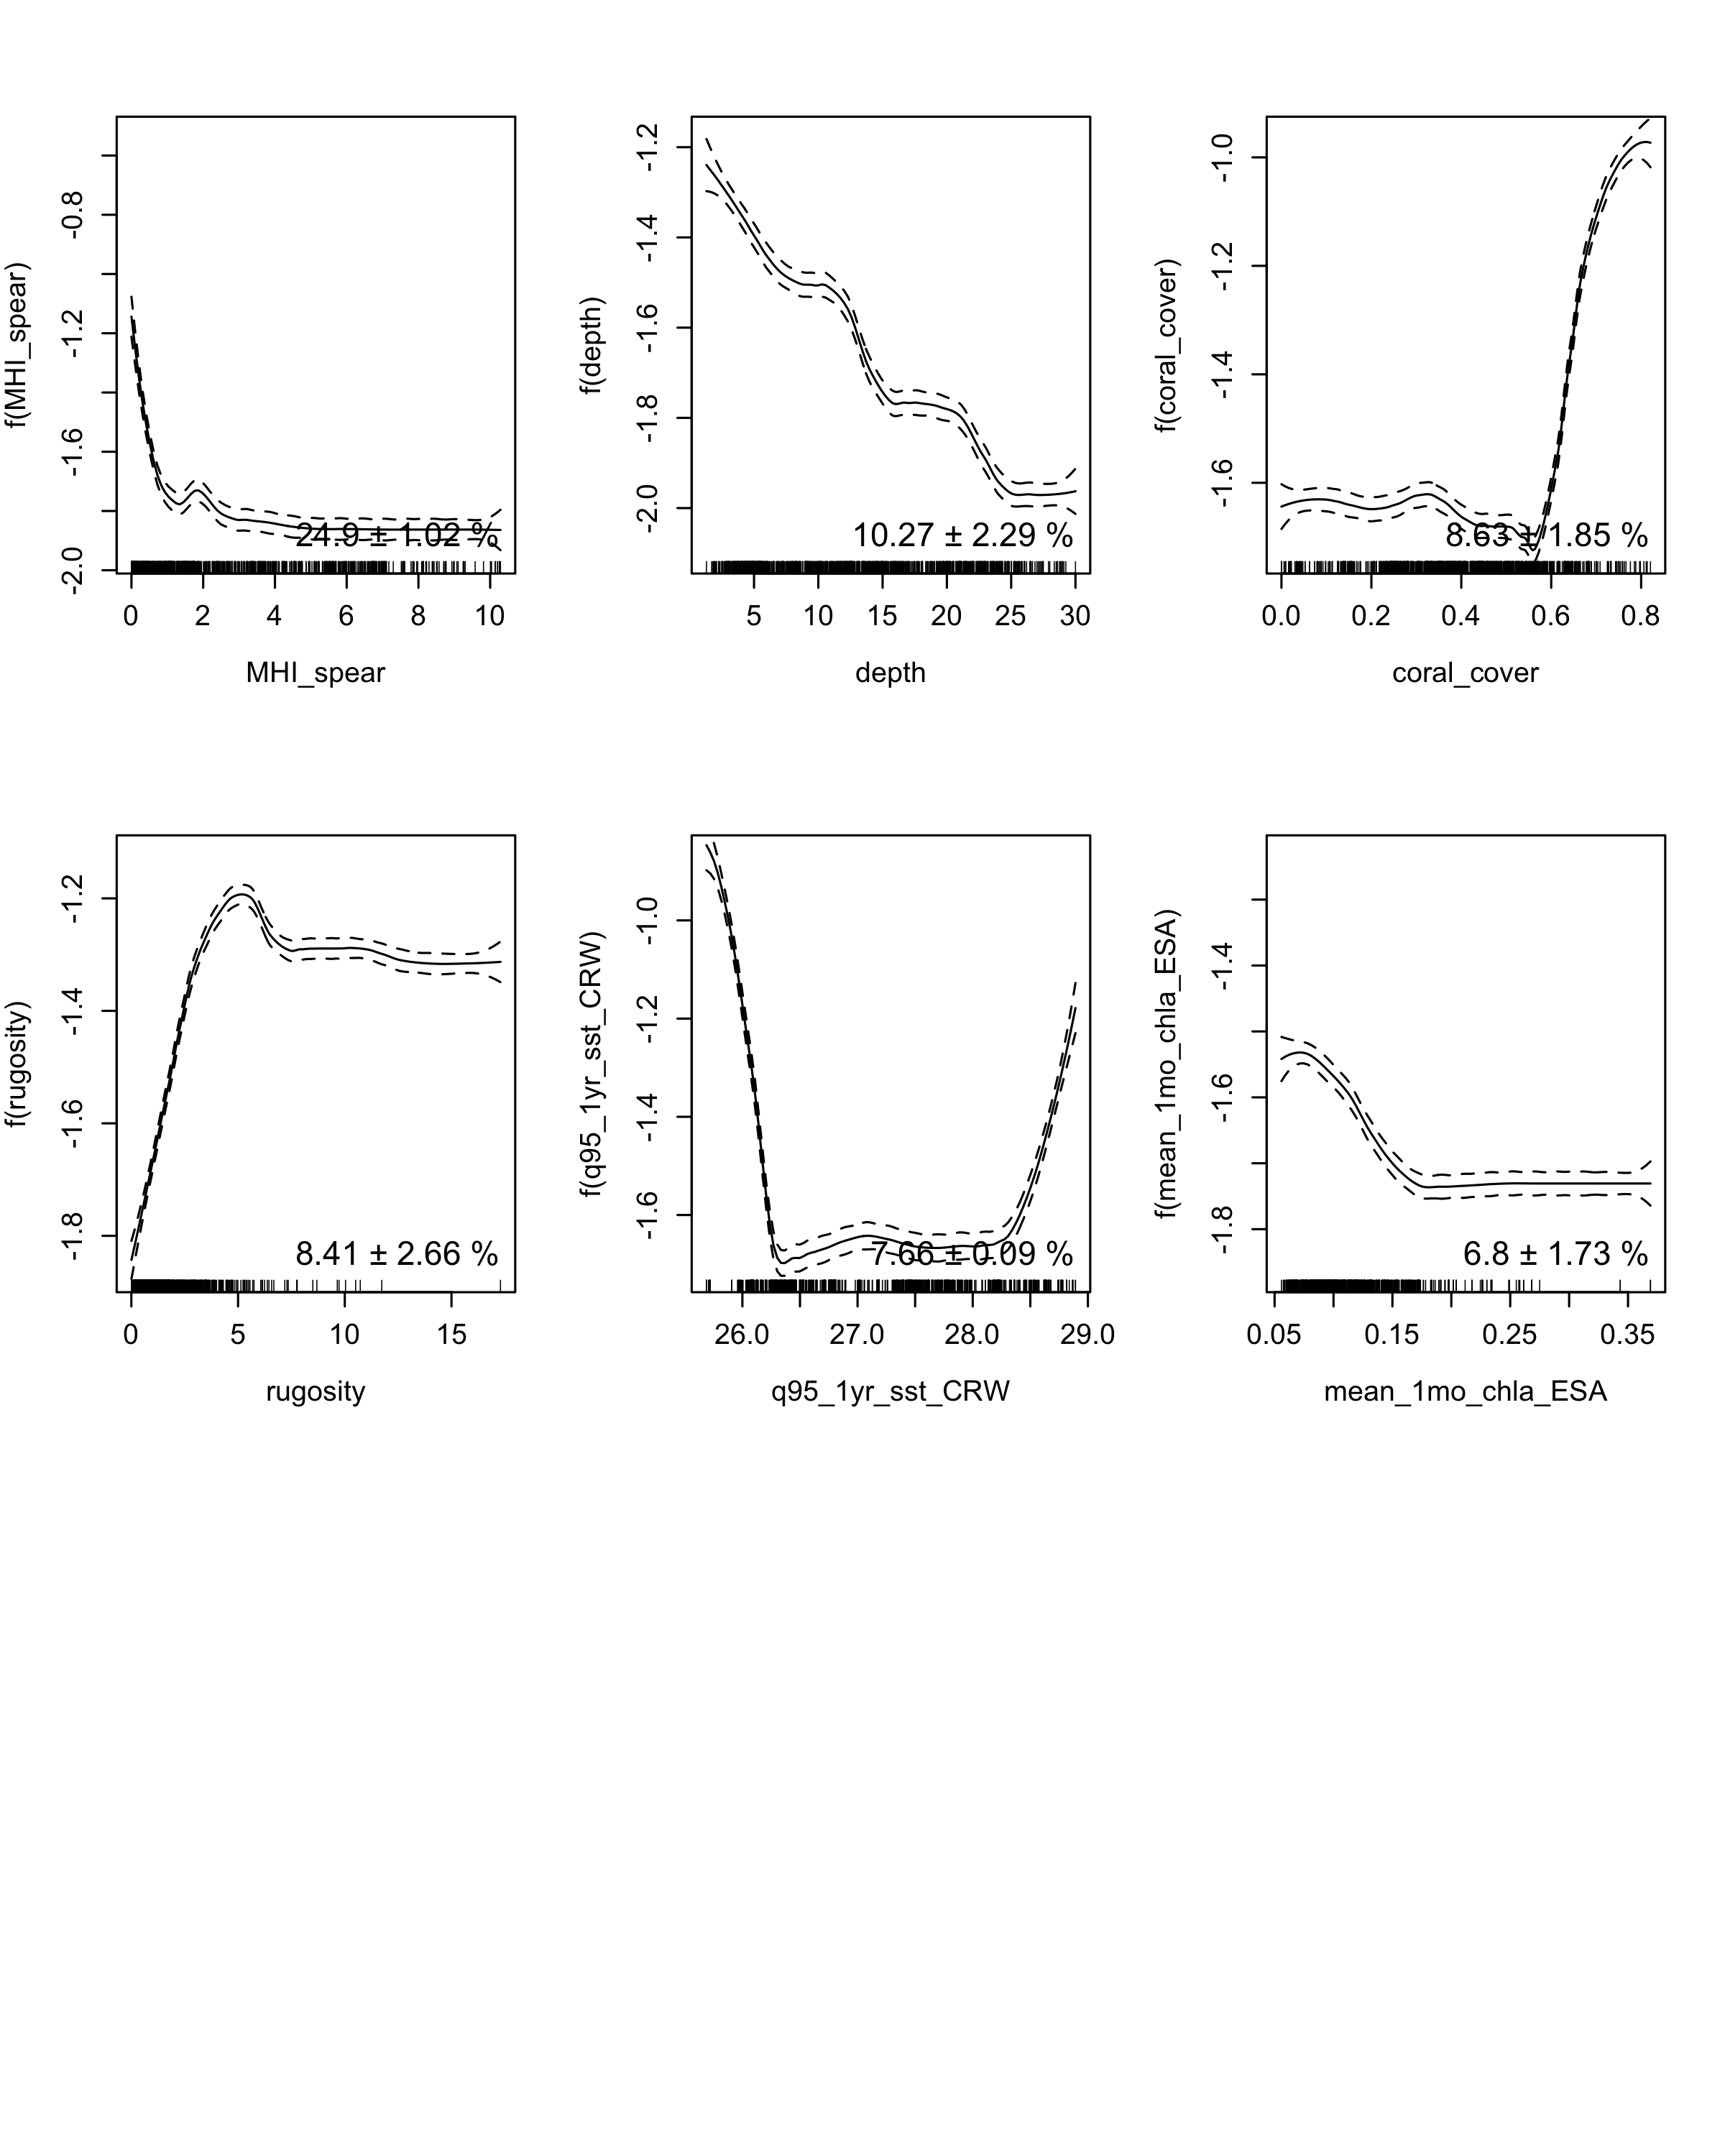 f(MHI_spear)
-0.8
-1.2
-1.6
-2.0
24.9 ± 1.02 %
0 2 4 6 8 10
MHI_spear
f(depth)
-1.2
-1.4
-1.6
-1.8
-2.0
10.27 ± 2.29 %
5 10 15 20 25 30
depth
f(coral_cover)
-1.0
-1.2
-1.4
-1.6
8.63 ± 1.85 %
0.0 0.2 0.4 0.6 0.8
coral_cover
f(rugosity)
-1.2
-1.4
-1.6
-1.8
8.41 ± 2.66 %
0 5 10 15
rugosity
f(q95_1yr_sst_CRW)
-1.0
-1.2
-1.4
-1.6
7.66 ± 0.09 %
26.0 27.0 28.0 29.0
q95_1yr_sst_CRW
f(mean_1mo_chla_ESA)
-1.4
-1.6
-1.8
6.8 ± 1.73 %
0.05 0.15 0.25 0.35
mean_1mo_chla_ESA